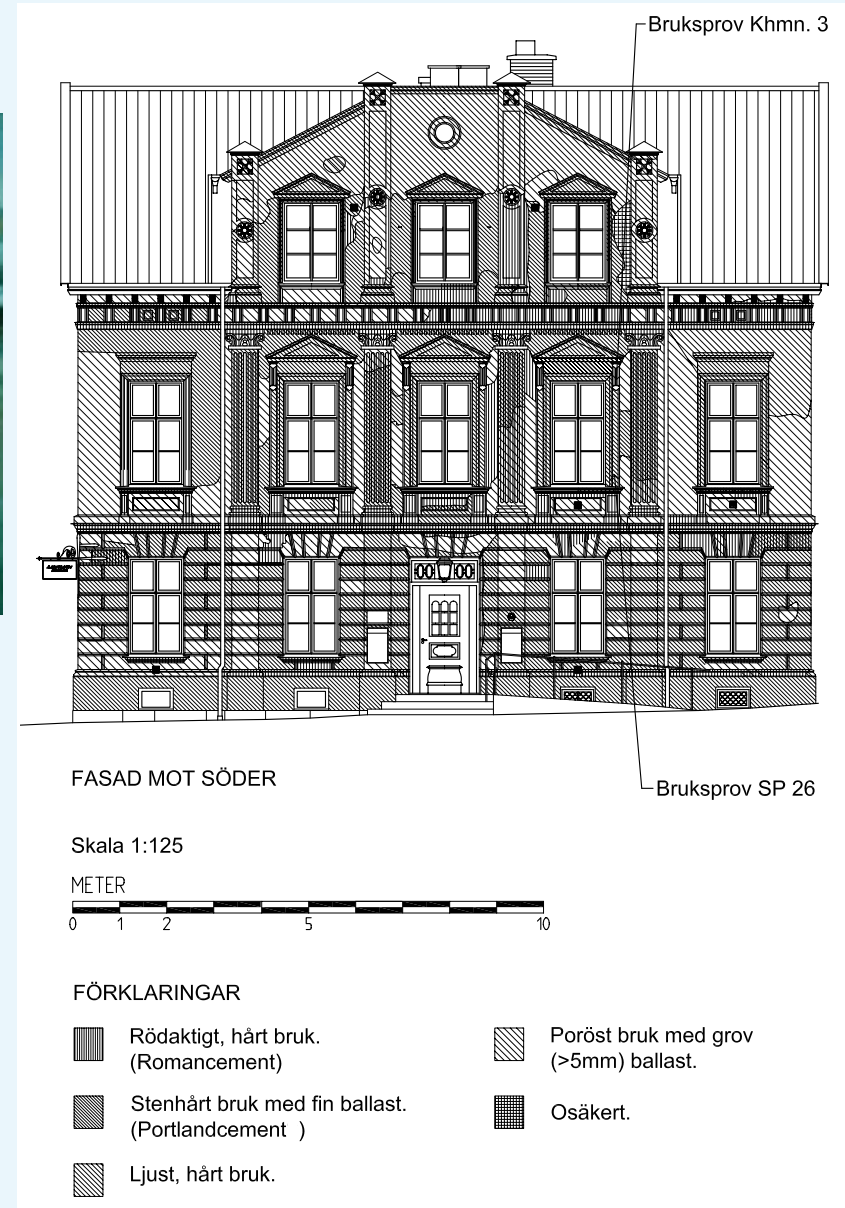 Bruksprov Khmn. 3
FASAD MOT SÖDER
Bruksprov SP 26
Skala 1:125
METER
0 1 2 5 10
FÖRKLARINGAR
Rödaktigt, hårt bruk.
(Romancement)
Stenhårt bruk med fin ballast.
(Portlandcement )
Ljust, hårt bruk.
Poröst bruk med grov
(>5mm) ballast.
Osäkert.